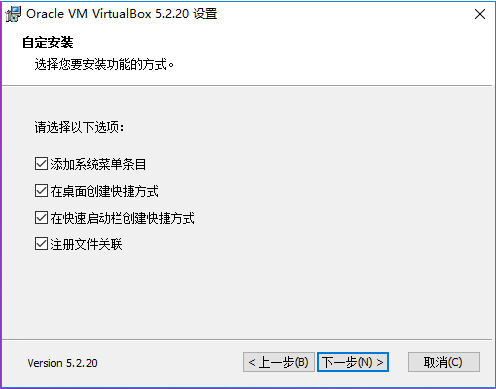 Oracle VM VirtualBox 5.2.20 设置
自定安装
选择您要安装功能的方式。
请选择以下选项：
添加系统菜单条目
在桌面创建快捷方式
在快速启动栏创建快捷方式
注册文件关联
Version 5.2.20
< 上一步(B)
下一步(N) >
取消(C)